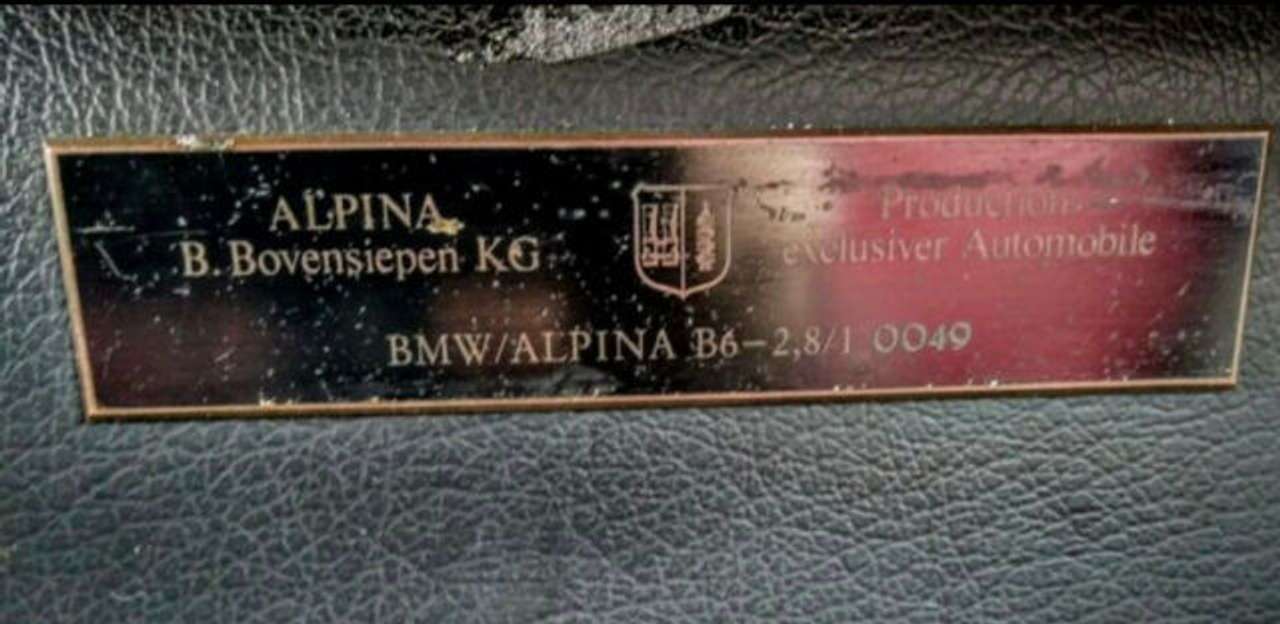 ALPINA
B. Bovensiepen KG
Production
exclusiver Automobile
BMW/ALPINA B6-2,8/1 0049